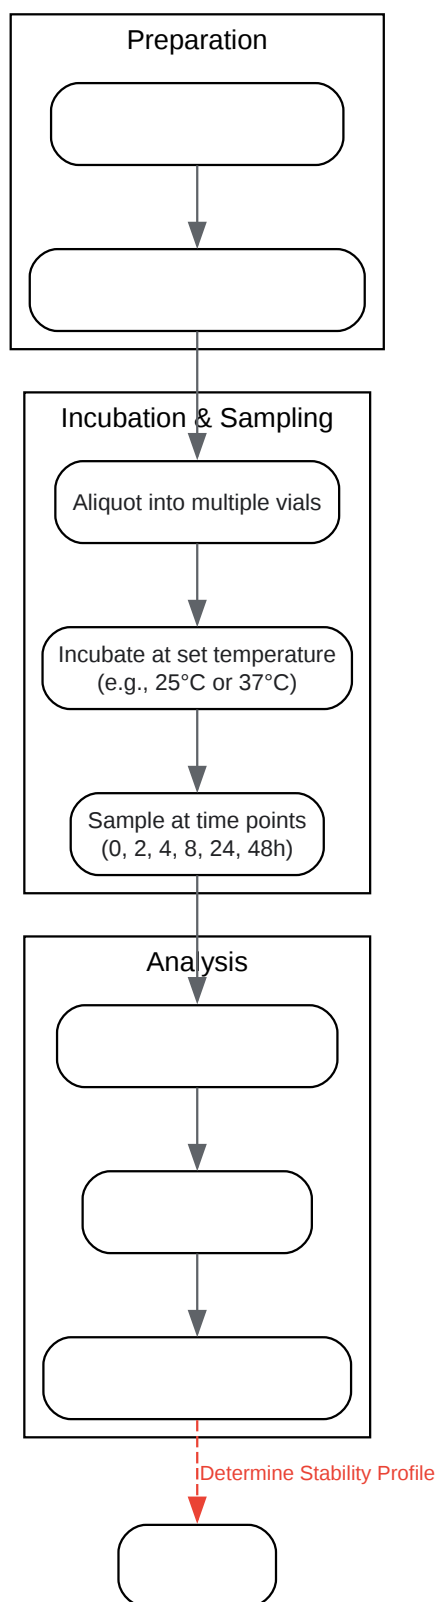 Preparation
Incubation & Sampling
Aliquot into multiple vials
Incubate at set temperature
(e.g., 25°C or 37°C)
Sample at time points
(0, 2, 4, 8, 24, 48h)
Analysis
Determine Stability Profile